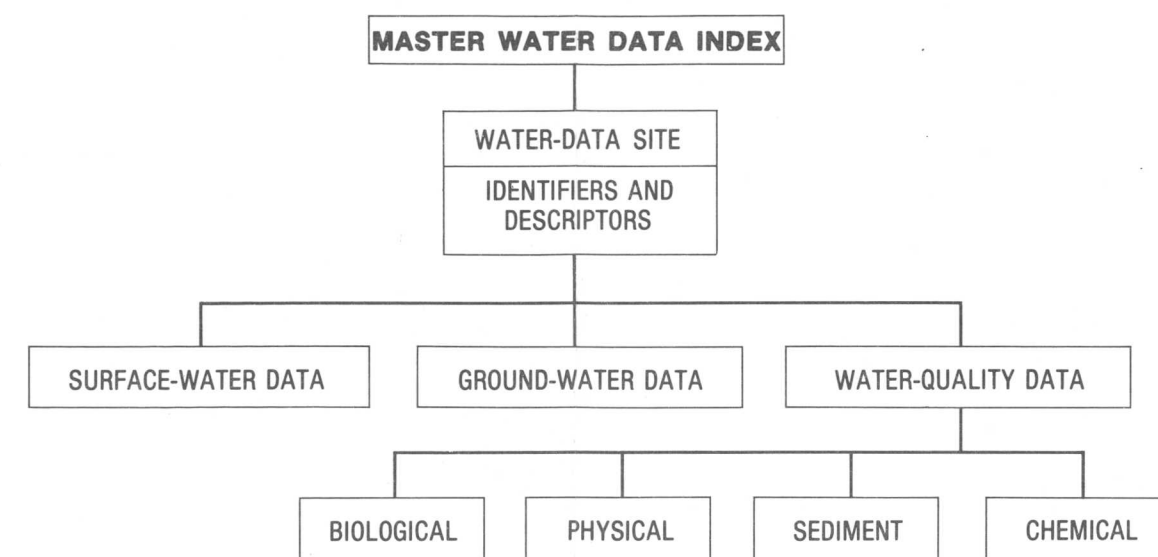 MASTER WATER DATA INDEX
WATER-DATA SITE
IDENTIFIERS AND
DESCRIPTORS
SURFACE-WATER DATA
GROUND-WATER DATA
WATER-QUALITY DATA
BIOLOGICAL
PHYSICAL
SEDIMENT
CHEMICAL